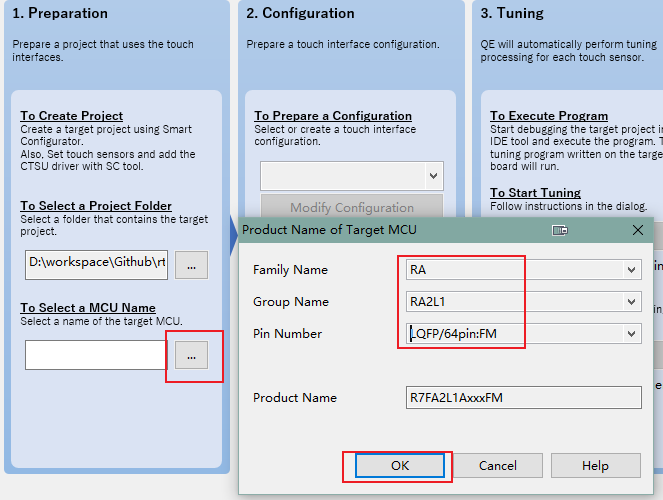 1. Preparation
Prepare a project that uses the touch
interfaces.
To Create Project
Create a target project using Smart
Configurator.
Also, Set touch sensors and add the
CTSU driver with SC tool.
To Select a Project Folder
Select a folder that contains the target
project.
D:\workspace\Github\rt
...
To Select a MCU Name
Select a name of the target MCU.
...
2. Configuration
Prepare a touch interface configuration.
To Prepare a Configuration
Select or create a touch interface
configuration.
Modify Configuration
3. Tuning
QE will automatically perform tuning
processing for each touch sensor.
To Execute Program
Start debugging the target project in
IDE tool and execute the program. T
tuning program written on the targe
board will run.
To Start Tuning
Follow instructions in the dialog.
Product Name of Target MCU
Family Name
RA
Group Name
RA2L1
Pin Number
LQFP/64pin:FM
Product Name
R7FA2L1AxxxFM
OK
Cancel
Help